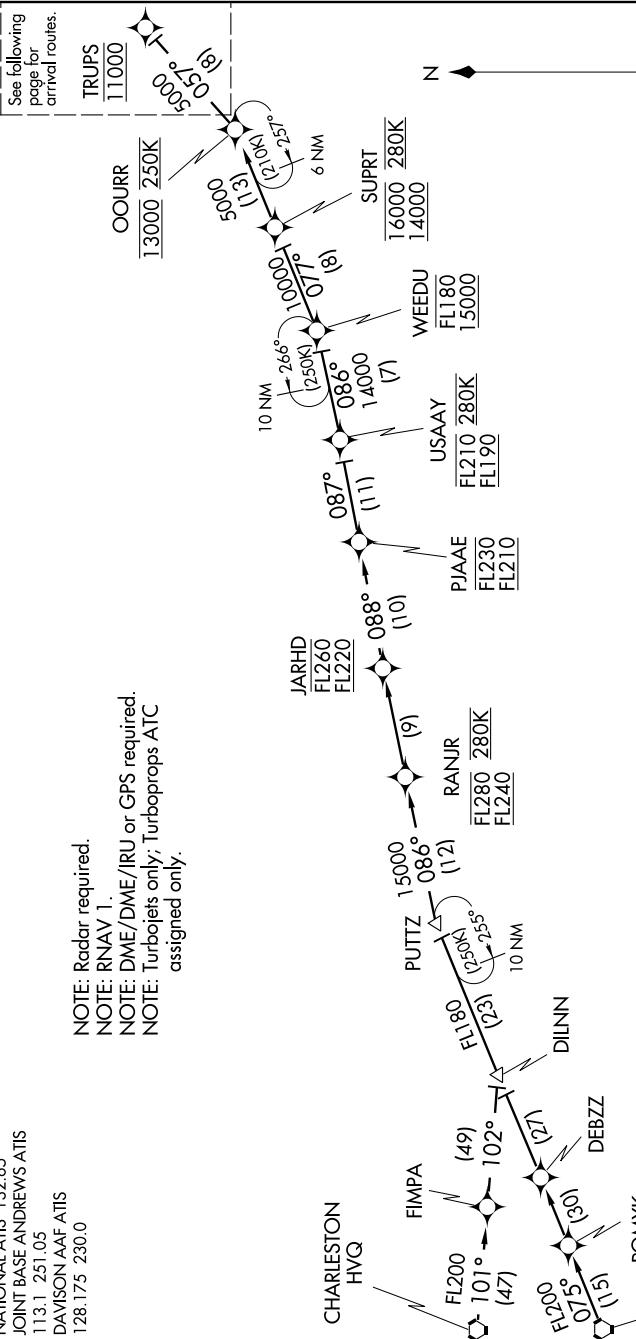 JOINT BASE ANDREWS ATIS
113.1 251.05
DAVISON AAF ATIS
128.175 230.0
NOTE: Radar required.
NOTE: RNAV 1.
NOTE: DME/DME/IRU or GPS required.
NOTE: Turbojets only; Turboprops ATC
assigned only.
See following
page for
arrival routes.
TRUPS
11000
5000
057°
(8)
OOURR
13000 250K
257°
(210K)
6 NM
5000
(13)
SUPRT
16000 280K
14000
N
10000
077°
(8)
WEEDU
FL180
15000
10 NM
266°
(250K)
086°
14000
(7)
USAAY
FL210 280K
FL190
087°
(11)
PJAAE
FL230
FL210
088°
(10)
JARHD
FL260
FL220
(9)
RANJR
FL280 280K
FL240
15000
086°
(12)
PUTTZ
(250K)
255°
10 NM
FL180
(23)
DILNN
(27)
DEBZZ
(49)
102°
FIMPA
FL200
101°
(47)
CHARLESTON
HVQ
(30)
FL200
075°
(15)